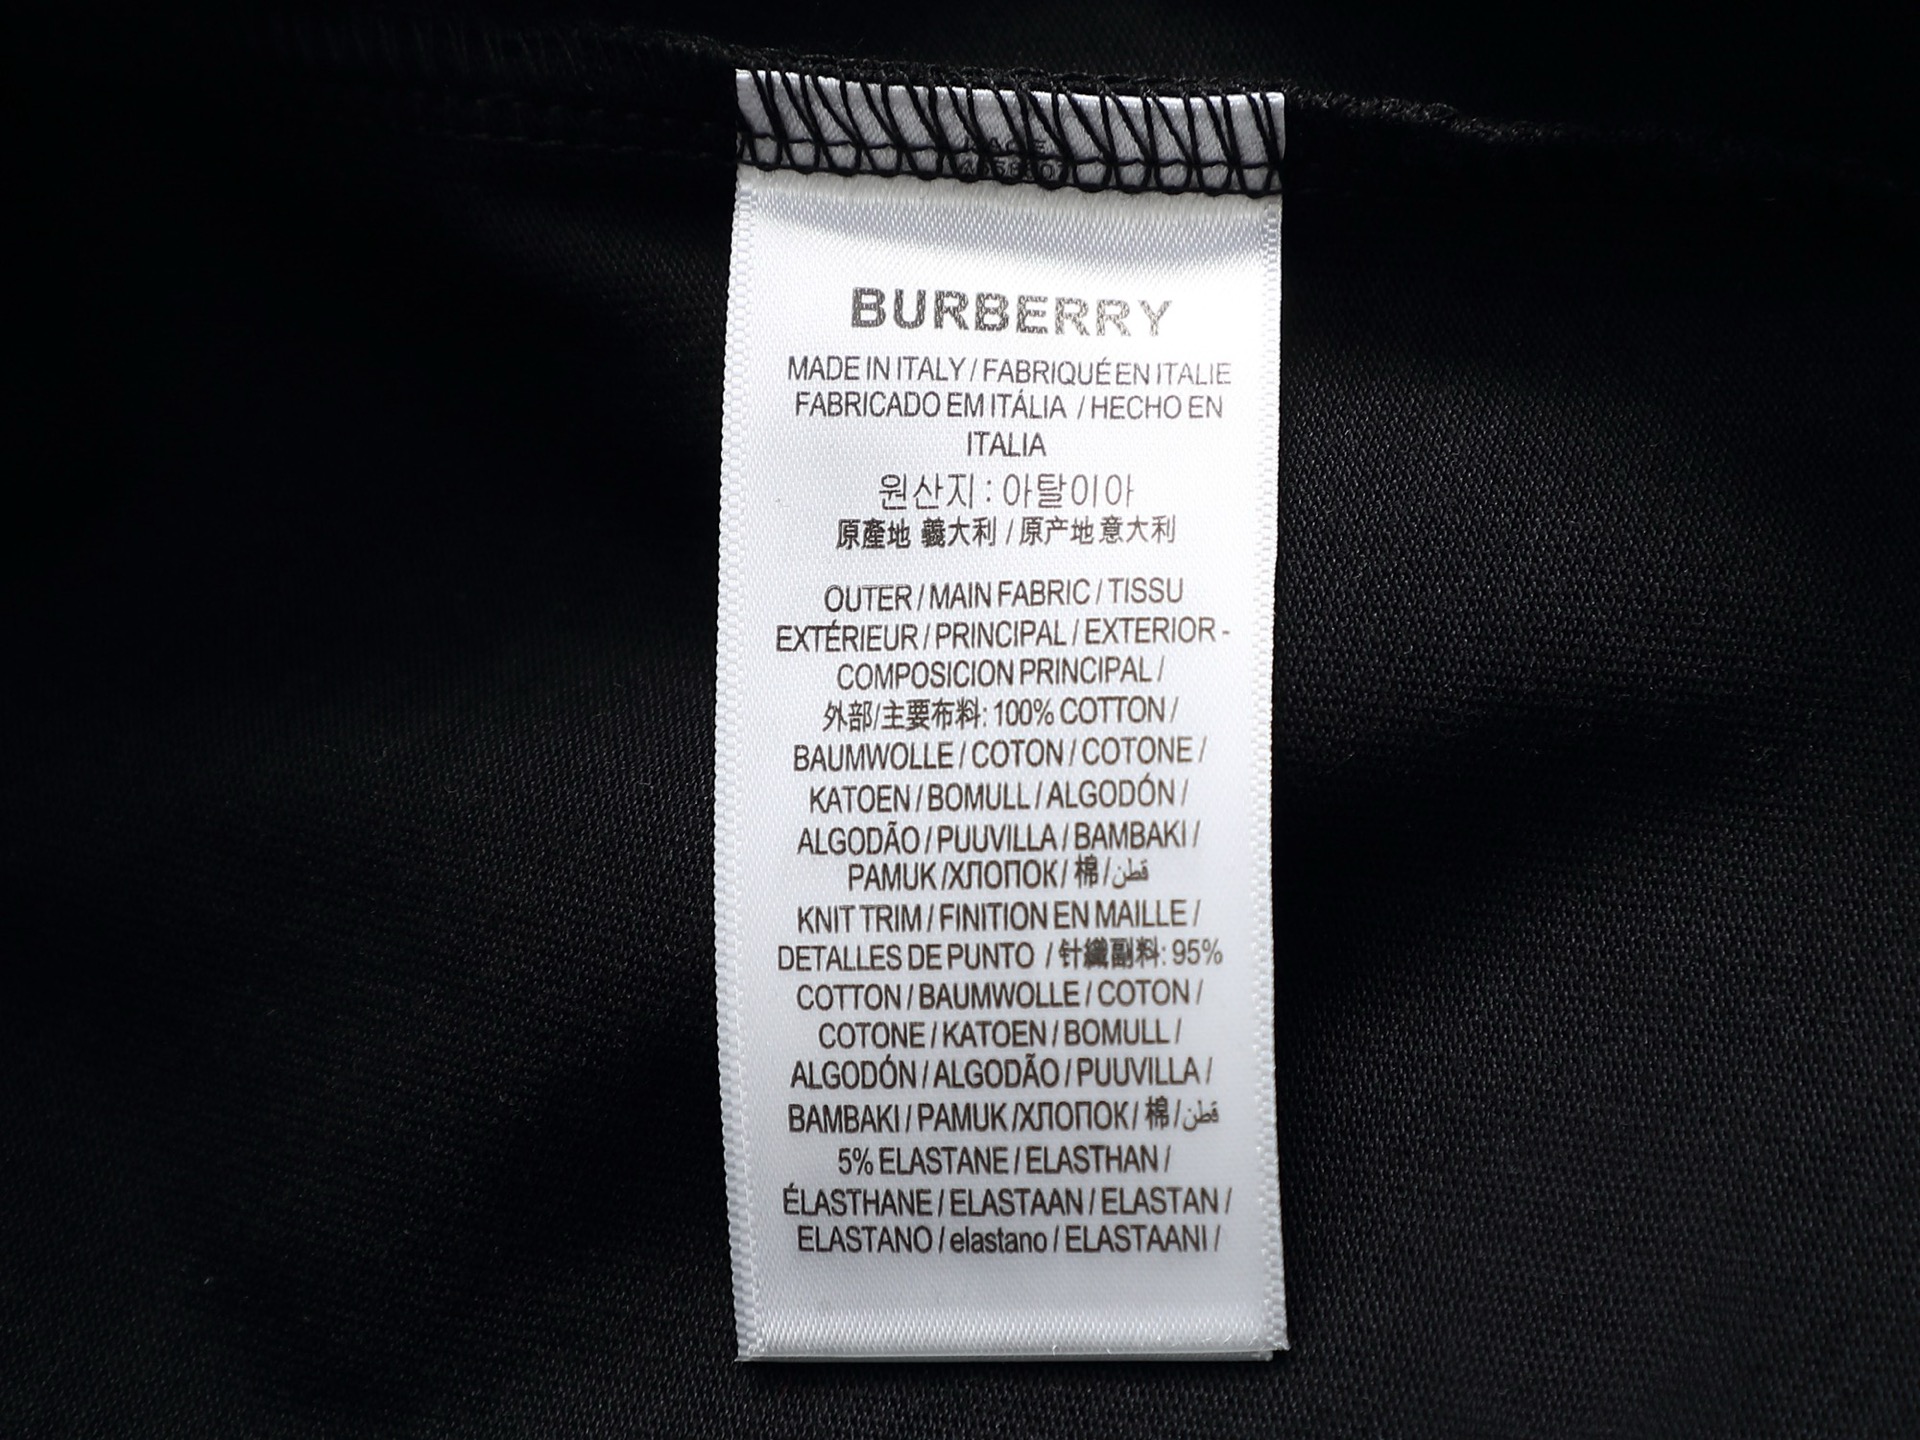 BURBERRY
MADE IN ITALY / FABRIQUÉ EN ITALIE
FABRICADO EM ITÁLIA / HECHO EN
ITALIA
원산지 : 아탈이아
原產地 義大利 / 原产地意大利
OUTER / MAIN FABRIC / TISSU
EXTÉRIEUR / PRINCIPAL / EXTERIOR -
COMPOSICION PRINCIPAL /
外部/主要布料: 100% COTTON /
BAUMWOLLE / COTON / COTONE /
KATOEN / BOMULL / ALGODÓN /
ALGODÃO / PUUVILLA / BAMBAKI /
PAMUK /ХЛОПОК / 棉 / قطن
KNIT TRIM / FINITION EN MAILLE /
DETALLES DE PUNTO / 针織副料: 95%
COTTON / BAUMWOLLE / COTON /
COTONE / KATOEN / BOMULL /
ALGODÓN / ALGODÃO / PUUVILLA /
BAMBAKI / PAMUK /ХЛОПОК / 棉 / قطن
5% ELASTANE / ELASTHAN /
ÉLASTHANE / ELASTAAN / ELASTAN /
ELASTANO / elastano / ELASTAANI /